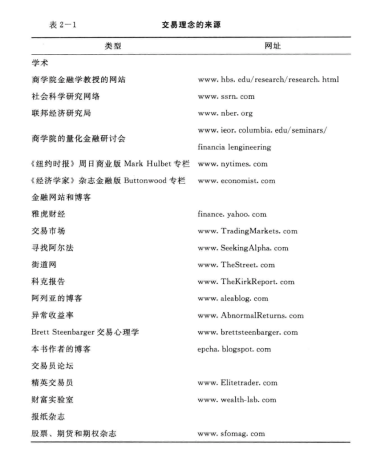 表 2-1 交易理念的来源
类型 网址
学术
商学院金融学教授的网站 www. hbs. edu/research/research. html
社会科学研究网络 www. ssrn. com
联邦经济研究局 www. nber. org
商学院的量化金融研讨会 www. ieor. columbia. edu/seminars/
financia lengineering
《纽约时报》周日商业版 Mark Hulbet 专栏 www. nytimes. com
《经济学家》杂志金融版 Buttonwood 专栏 www. economist. com
金融网站和博客
雅虎财经 finance. yahoo. com
交易市场 www. TradingMarkets. com
寻找阿尔法 www. SeekingAlpha. com
街道网 www. TheStreet. com
科克报告 www. TheKirkReport. com
阿列亚的博客 www. aleablog. com
异常收益率 www. AbnormalReturns. com
Brett Steenbarger 交易心理学 www. brettsteenbarger. com
本书作者的博客 epcha. blogspot. com
交易员论坛
精英交易员 www. Elitetrader. com
财富实验室 www. wealth-lab. com
报纸杂志
股票、期货和期权杂志 www. sfomag. com